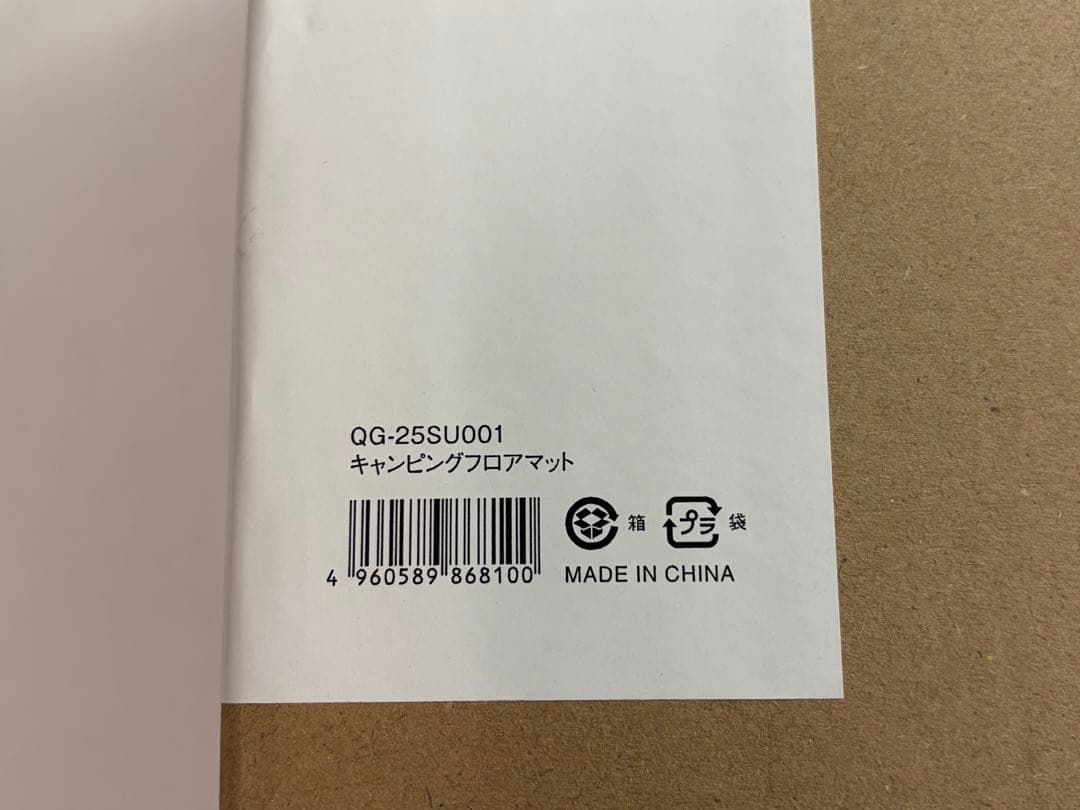 QG-25SU001
キャンピングフロアマット
4 960589 868100
箱
プラ 袋
MADE IN CHINA